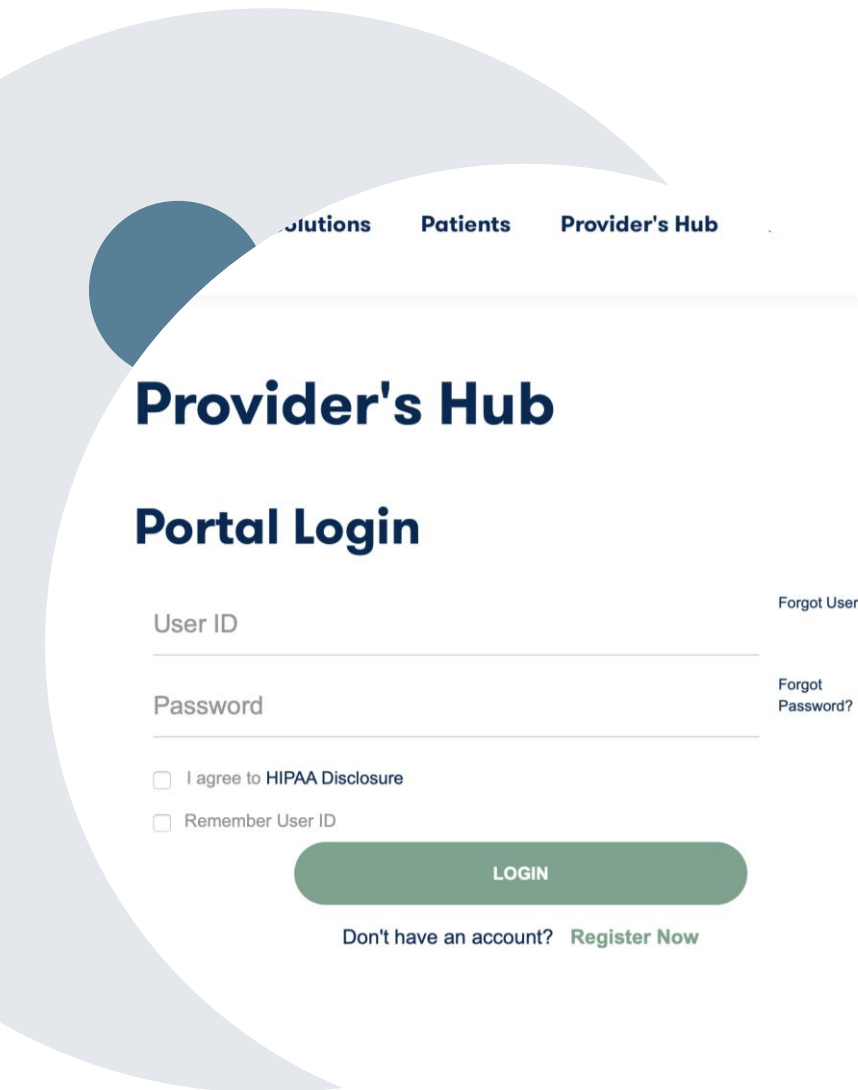 Patients Provider's Hub
Provider's Hub
Portal Login
User ID
Forgot User
Password
Forgot
Password?
I agree to HIPAA Disclosure
Remember User ID
LOGIN
Don't have an account? Register Now